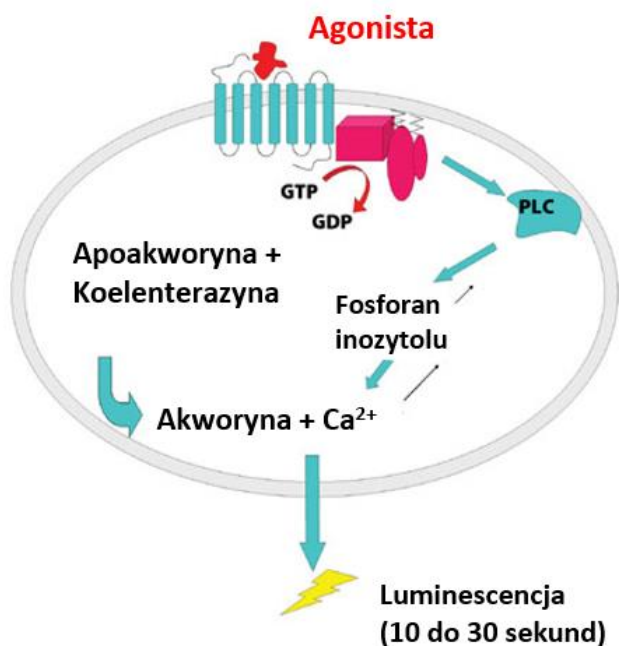 Agonista
GTP
GDP
PLC
Apoakworyna +
Koelenterazyna
Fosforan
inozytolu
Akworyna + Ca²⁺
Luminescencja
(10 do 30 sekund)